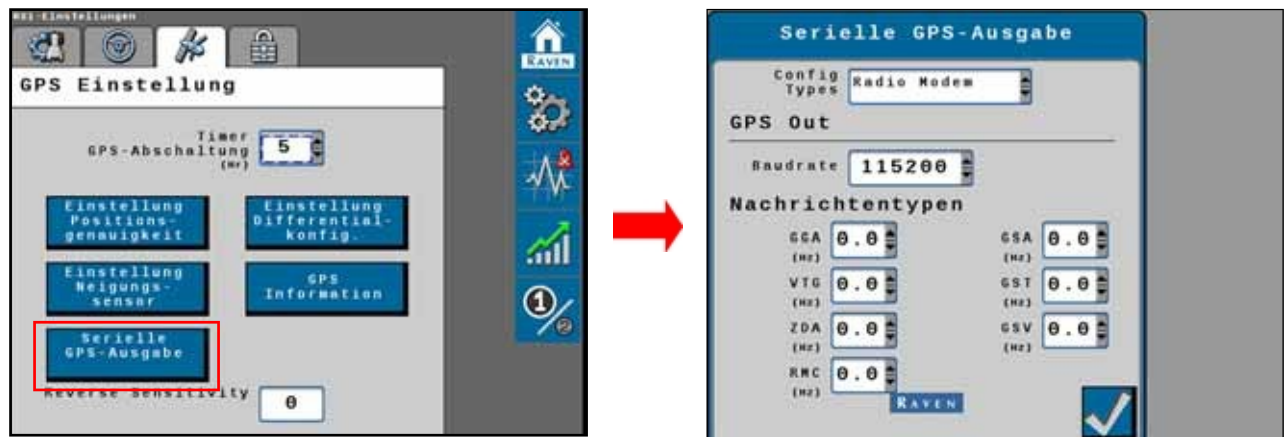 RS1-Einstellungen
RAVEN
GPS Einstellung
Timer
GPS-Abschaltung
(Hr)
5
Einstellung
Positions-
genauigkeit
Einstellung
Differential-
konfig.
Einstellung
Neigungs-
sensor
GPS
Information
Serielle
GPS-Ausgabe
Reverse Sensitivity
0
1/2
Serielle GPS-Ausgabe
Config
Types
Radio Modem
GPS Out
Baudrate 115200
Nachrichtentypen
GGA 0.0
(Hz)
GSA 0.0
(Hz)
VTG 0.0
(Hz)
GST 0.0
(Hz)
ZDA 0.0
(Hz)
GSV 0.0
(Hz)
RMC 0.0
(Hz)
RAVEN